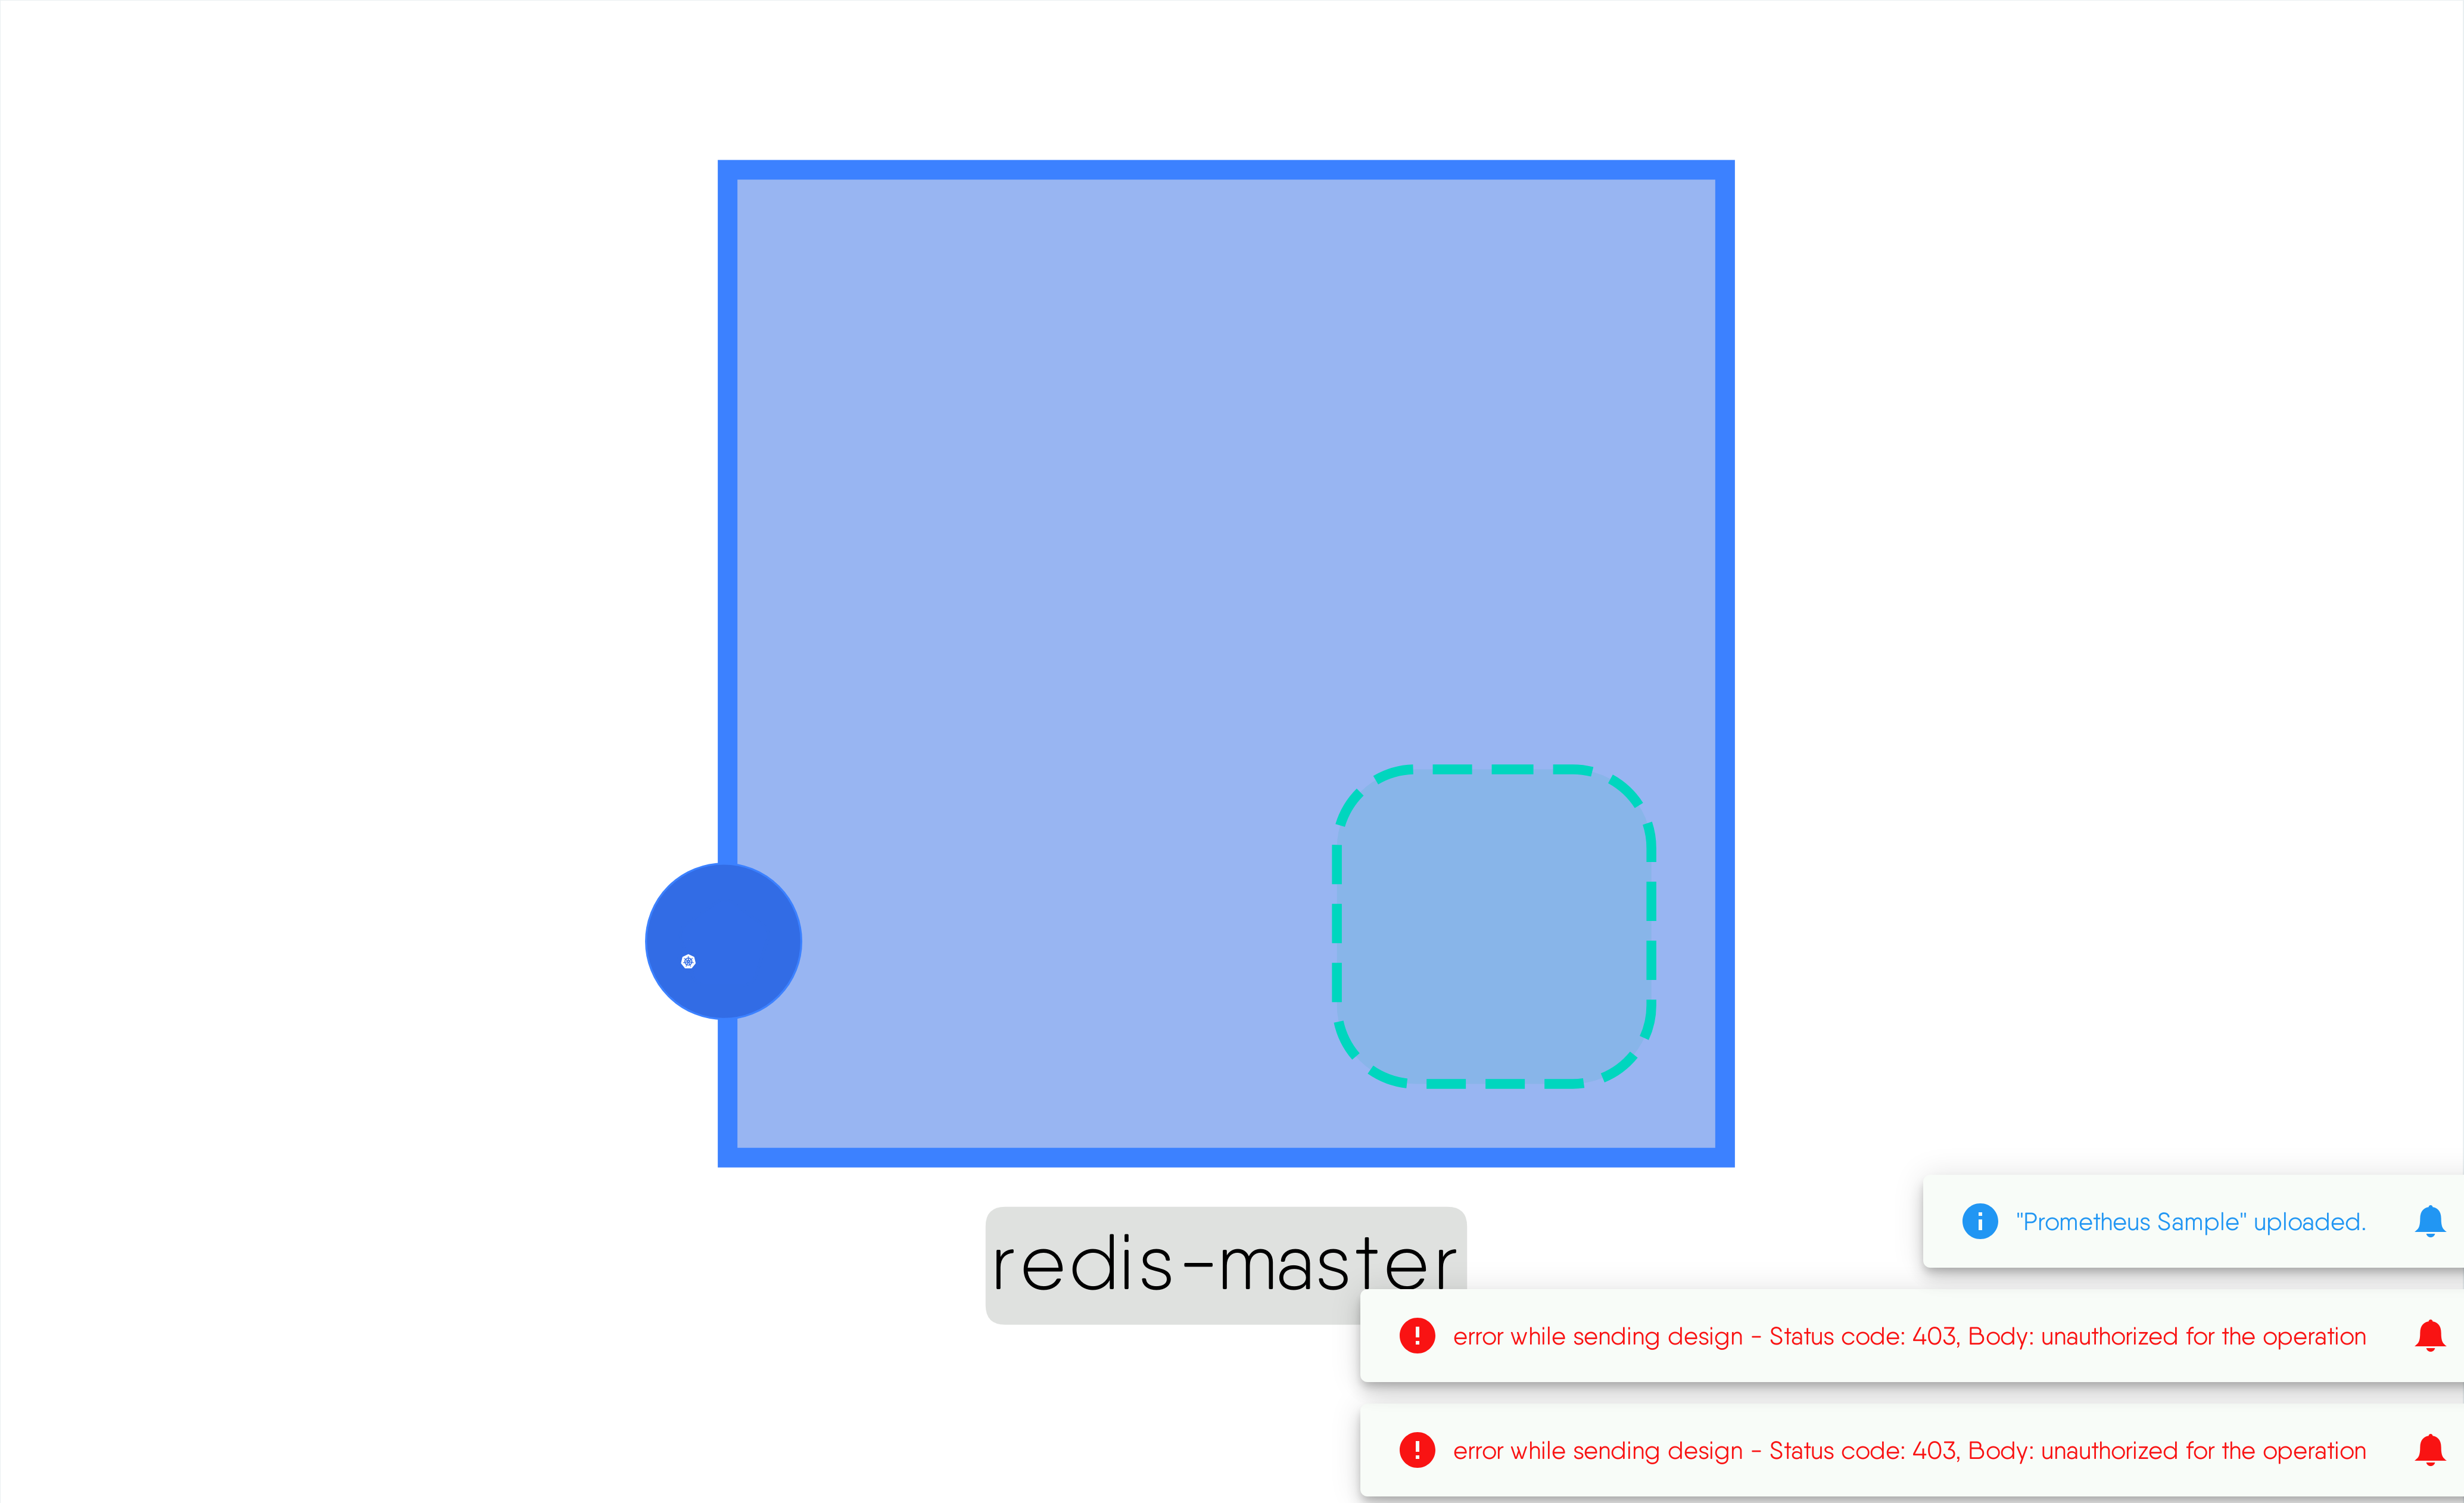 redis-master
"Prometheus Sample" uploaded.
error while sending design - Status code: 403, Body: unauthorized for the operation
error while sending design - Status code: 403, Body: unauthorized for the operation